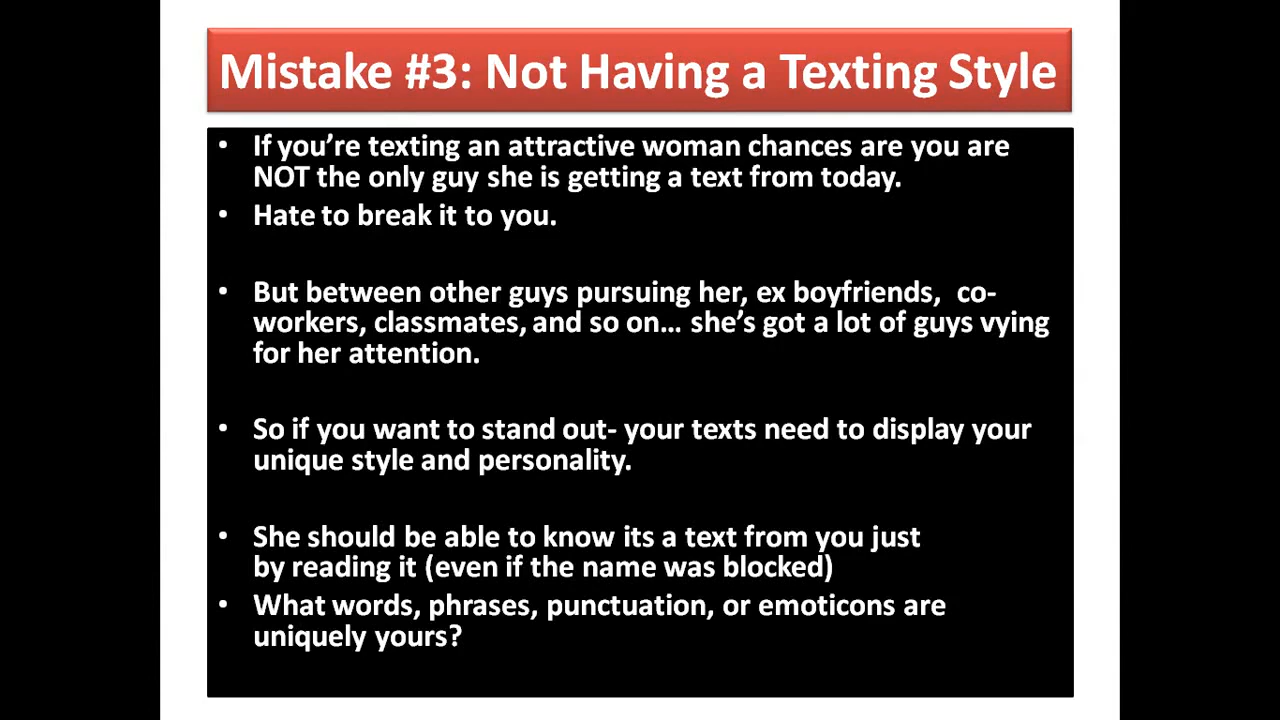 Mistake #3: Not Having a Texting Style
• If you’re texting an attractive woman chances are you are
NOT the only guy she is getting a text from today.
• Hate to break it to you.
• But between other guys pursuing her, ex boyfriends,  co-
workers, classmates, and so on… she’s got a lot of guys vying
for her attention.
• So if you want to stand out- your texts need to display your
unique style and personality.
• She should be able to know its a text from you just
by reading it (even if the name was blocked)
• What words, phrases, punctuation, or emoticons are
uniquely yours?